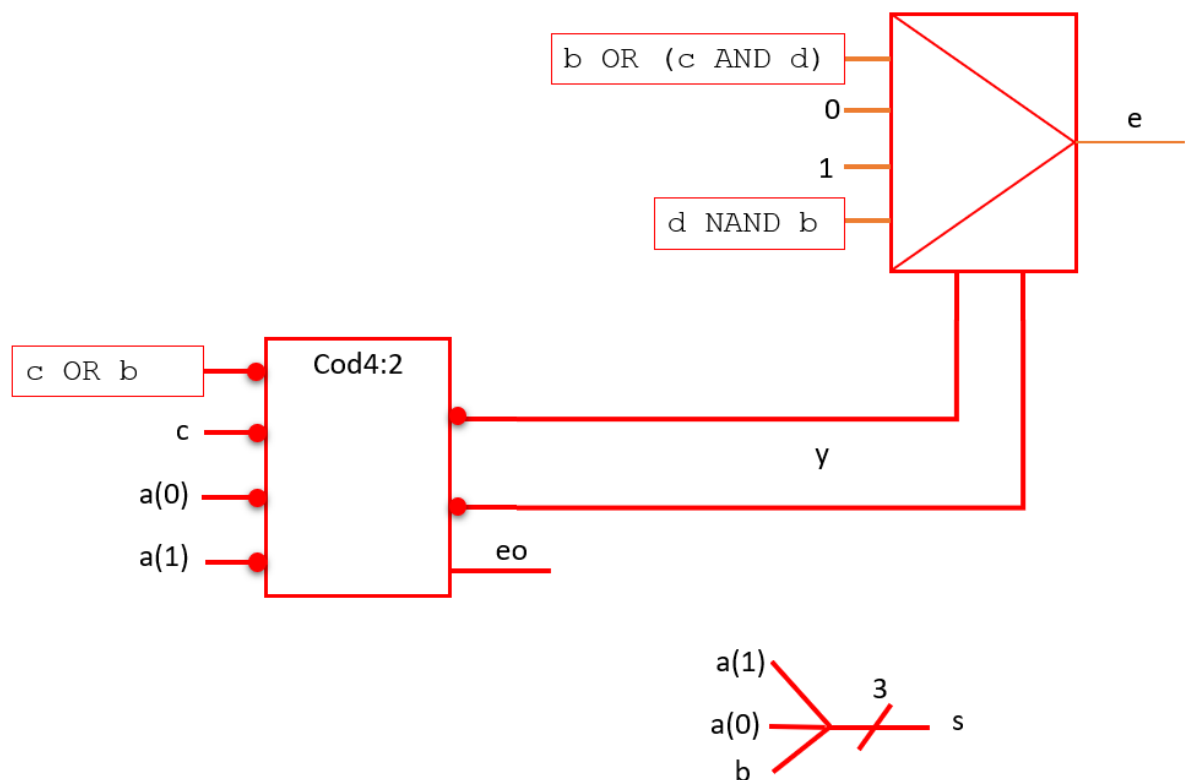 b OR (c AND d)
0
e
1
d NAND b
Cod4:2
c OR b
c
y
a(0)
eo
a(1)
a(1)
3
a(0)
s
b